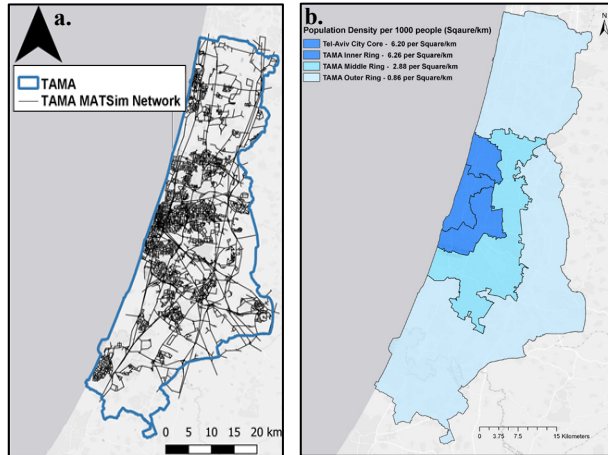 a.
TAMA
TAMA MATSim Network
0 5 10 15 20 km
b.
N
Population Density per 1000 people (Sqaure/km)
Tel-Aviv City Core - 6.20 per Square/km
TAMA Inner Ring - 6.26 per Square/km
TAMA Middle Ring - 2.88 per Square/km
TAMA Outer Ring - 0.86 per Square/km
0 3.75 7.5 15 Kilometers